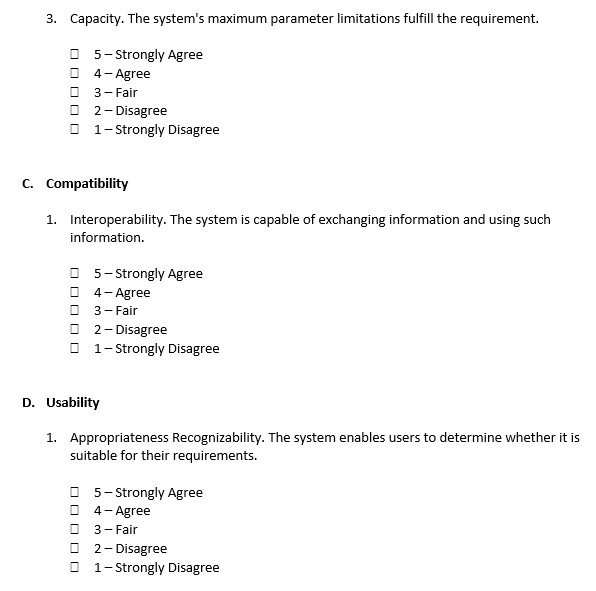 3. Capacity. The system's maximum parameter limitations fulfill the requirement.
☐ 5 – Strongly Agree
☐ 4 – Agree
☐ 3 – Fair
☐ 2 – Disagree
☐ 1 – Strongly Disagree
C. Compatibility
1. Interoperability. The system is capable of exchanging information and using such
information.
☐ 5 – Strongly Agree
☐ 4 – Agree
☐ 3 – Fair
☐ 2 – Disagree
☐ 1 – Strongly Disagree
D. Usability
1. Appropriateness Recognizability. The system enables users to determine whether it is
suitable for their requirements.
☐ 5 – Strongly Agree
☐ 4 – Agree
☐ 3 – Fair
☐ 2 – Disagree
☐ 1 – Strongly Disagree